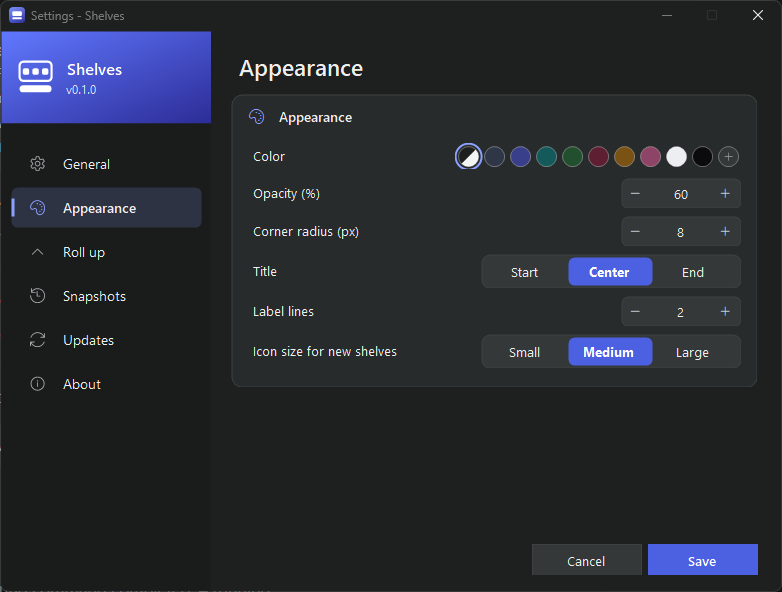 Settings - Shelves
Shelves
v0.1.0
General
Appearance
Roll up
Snapshots
Updates
About
Appearance
Appearance
Color
Opacity (%)
− 60 +
Corner radius (px)
− 8 +
Title
Start Center End
Label lines
− 2 +
Icon size for new shelves
Small Medium Large
Cancel Save